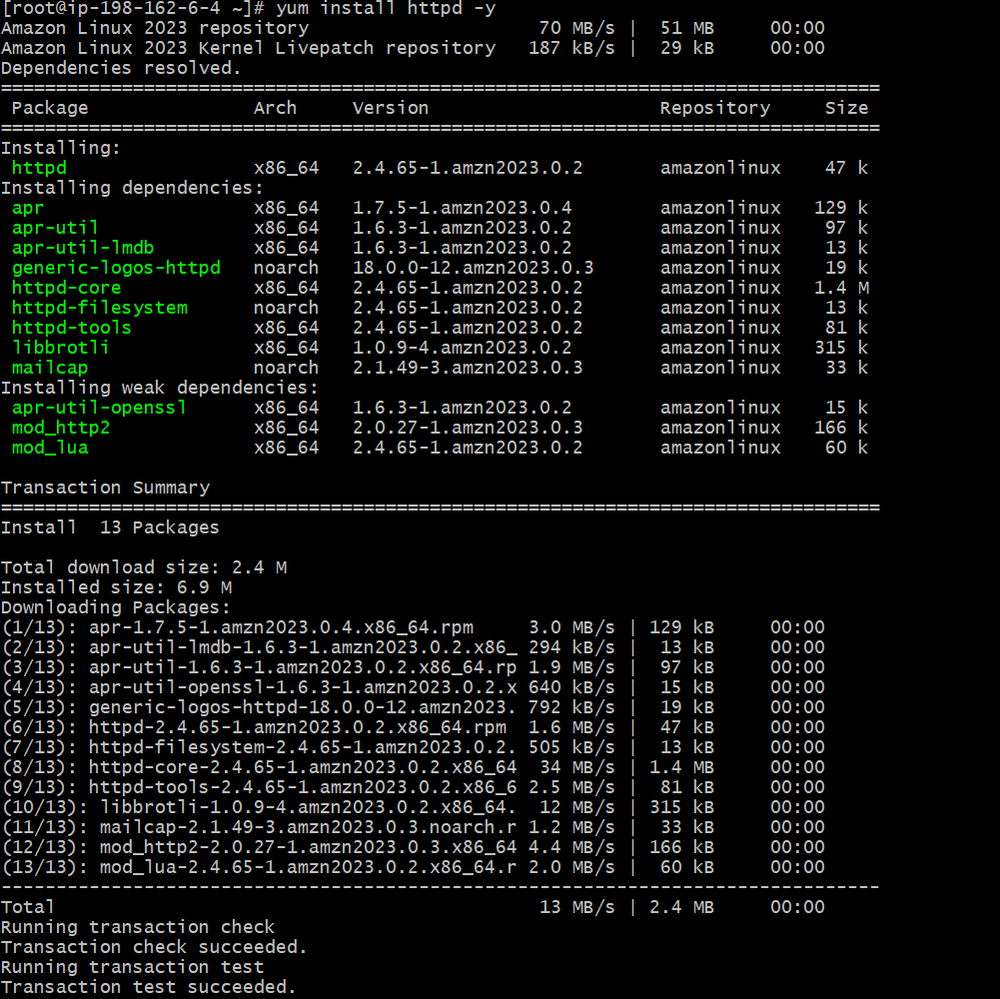 [root@ip-198-162-6-4 ~]# yum install httpd -y
Amazon Linux 2023 repository                     70 MB/s |  51 MB     00:00
Amazon Linux 2023 Kernel Livepatch repository   187 kB/s |  29 kB     00:00
Dependencies resolved.
================================================================================
 Package               Arch     Version                     Repository     Size
================================================================================
Installing:
 httpd                 x86_64   2.4.65-1.amzn2023.0.2       amazonlinux    47 k
Installing dependencies:
 apr                   x86_64   1.7.5-1.amzn2023.0.4        amazonlinux   129 k
 apr-util              x86_64   1.6.3-1.amzn2023.0.2        amazonlinux    97 k
 apr-util-lmdb         x86_64   1.6.3-1.amzn2023.0.2        amazonlinux    13 k
 generic-logos-httpd   noarch   18.0.0-12.amzn2023.0.3      amazonlinux    19 k
 httpd-core            x86_64   2.4.65-1.amzn2023.0.2       amazonlinux   1.4 M
 httpd-filesystem      noarch   2.4.65-1.amzn2023.0.2       amazonlinux    13 k
 httpd-tools           x86_64   2.4.65-1.amzn2023.0.2       amazonlinux    81 k
 libbrotli             x86_64   1.0.9-4.amzn2023.0.2        amazonlinux   315 k
 mailcap               noarch   2.1.49-3.amzn2023.0.3       amazonlinux    33 k
Installing weak dependencies:
 apr-util-openssl      x86_64   1.6.3-1.amzn2023.0.2        amazonlinux    15 k
 mod_http2             x86_64   2.0.27-1.amzn2023.0.3       amazonlinux   166 k
 mod_lua               x86_64   2.4.65-1.amzn2023.0.2       amazonlinux    60 k

Transaction Summary
================================================================================
Install  13 Packages

Total download size: 2.4 M
Installed size: 6.9 M
Downloading Packages:
(1/13): apr-1.7.5-1.amzn2023.0.4.x86_64.rpm     3.0 MB/s | 129 kB     00:00
(2/13): apr-util-lmdb-1.6.3-1.amzn2023.0.2.x86_ 294 kB/s |  13 kB     00:00
(3/13): apr-util-1.6.3-1.amzn2023.0.2.x86_64.rp 1.9 MB/s |  97 kB     00:00
(4/13): apr-util-openssl-1.6.3-1.amzn2023.0.2.x 640 kB/s |  15 kB     00:00
(5/13): generic-logos-httpd-18.0.0-12.amzn2023. 792 kB/s |  19 kB     00:00
(6/13): httpd-2.4.65-1.amzn2023.0.2.x86_64.rpm  1.6 MB/s |  47 kB     00:00
(7/13): httpd-filesystem-2.4.65-1.amzn2023.0.2. 505 kB/s |  13 kB     00:00
(8/13): httpd-core-2.4.65-1.amzn2023.0.2.x86_64  34 MB/s | 1.4 MB     00:00
(9/13): httpd-tools-2.4.65-1.amzn2023.0.2.x86_6 2.5 MB/s |  81 kB     00:00
(10/13): libbrotli-1.0.9-4.amzn2023.0.2.x86_64.  12 MB/s | 315 kB     00:00
(11/13): mailcap-2.1.49-3.amzn2023.0.3.noarch.r 1.2 MB/s |  33 kB     00:00
(12/13): mod_http2-2.0.27-1.amzn2023.0.3.x86_64 4.4 MB/s | 166 kB     00:00
(13/13): mod_lua-2.4.65-1.amzn2023.0.2.x86_64.r 2.0 MB/s |  60 kB     00:00
--------------------------------------------------------------------------------
Total                                            13 MB/s | 2.4 MB     00:00
Running transaction check
Transaction check succeeded.
Running transaction test
Transaction test succeeded.